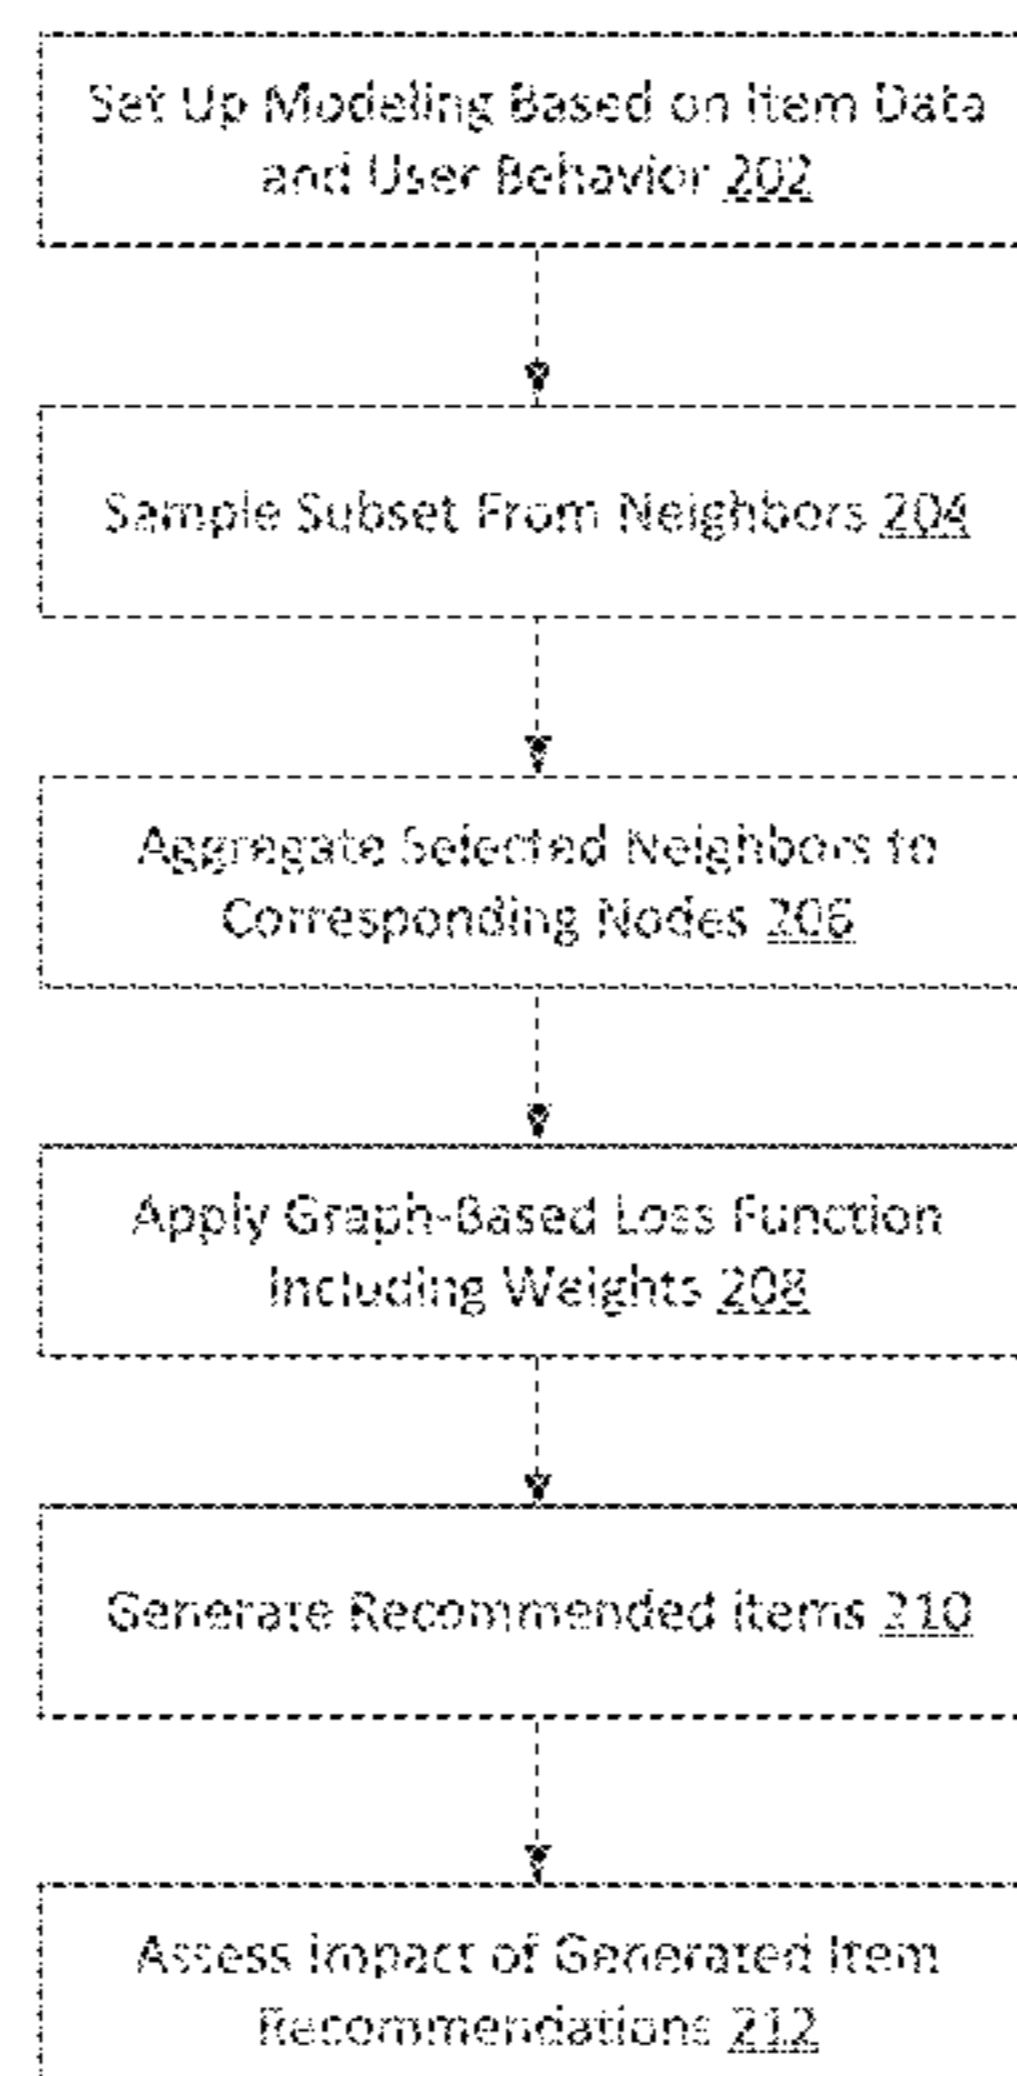 Set Up Modeling Based on Item Data
and User Behavior 202
Sample Subset From Neighbors 204
Aggregate Selected Neighbors to
Corresponding Nodes 206
Apply Graph-Based Loss Function
Including Weights 208
Generate Recommended Items 210
Assess Impact of Generated Item
Recommendations 212